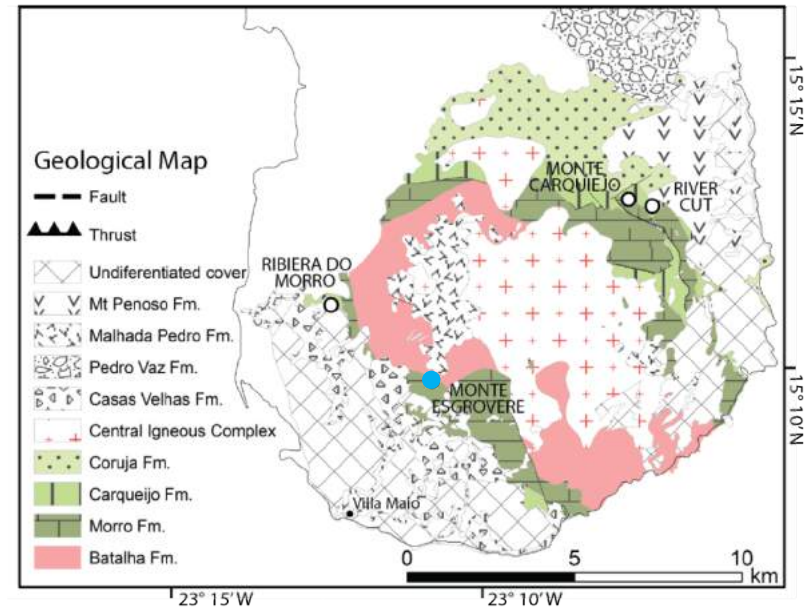 Geological Map
Fault
Thrust
Undiferentiated cover
Mt Penoso Fm.
Malhada Pedro Fm.
Pedro Vaz Fm.
Casas Velhas Fm.
Central Igneous Complex
Coruja Fm.
Carqueijo Fm.
Morro Fm.
Batalha Fm.
MONTE
CARQUIEJO
RIVER
CUT
RIBIERA DO
MORRO
MONTE
ESGROVERE
Villa Maio
0 5 10
km
15° 15'N
15° 10'N
23° 15'W
23° 10'W